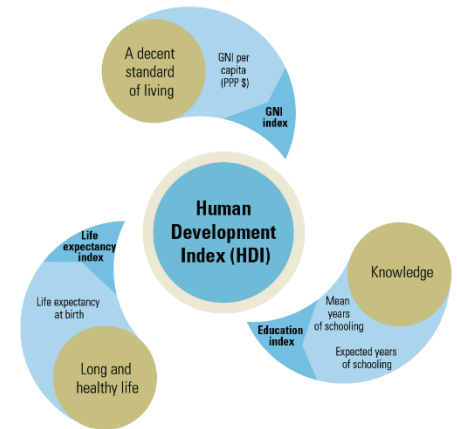 A decent
standard
of living
GNI per
capita
(PPP $)
GNI
index
Human
Development
Index (HDI)
Life
expectancy
index
Life expectancy
at birth
Long and
healthy life
Knowledge
Mean
years
of schooling
Expected years
of schooling
Education
index